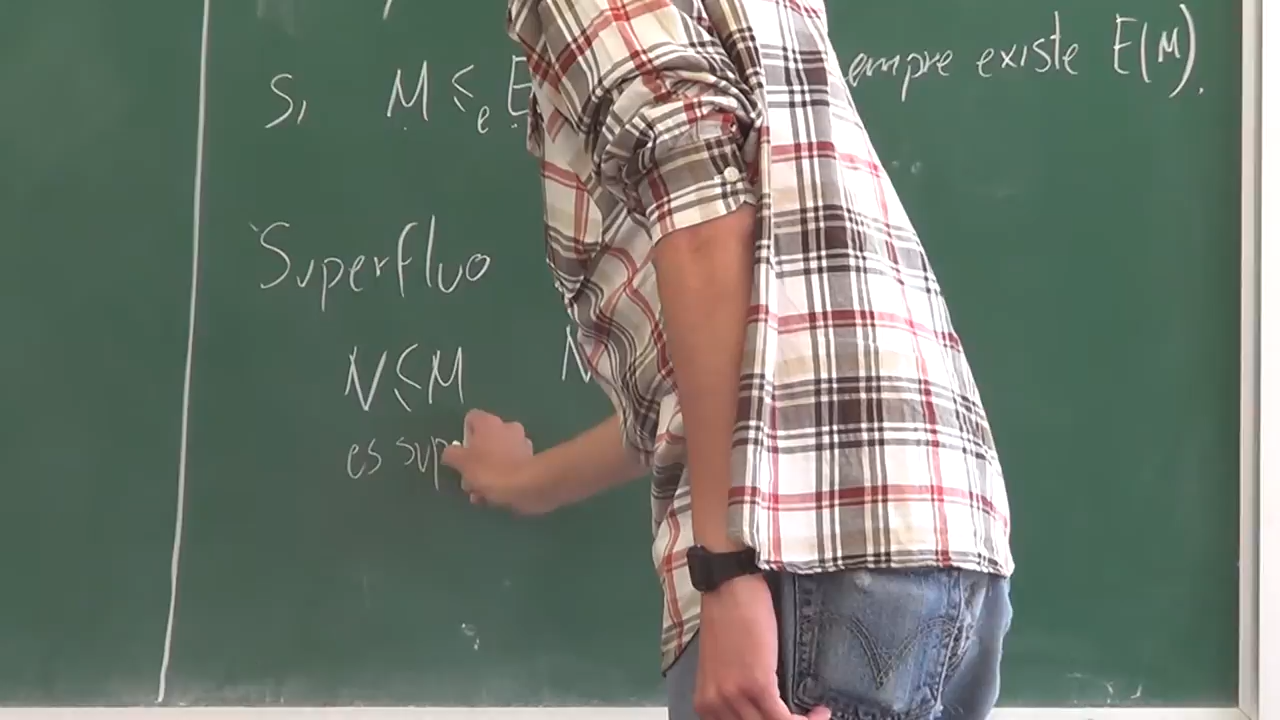 Si M ≤e E empre existe E(M).
Superfluo
N ≤ M N
es sup